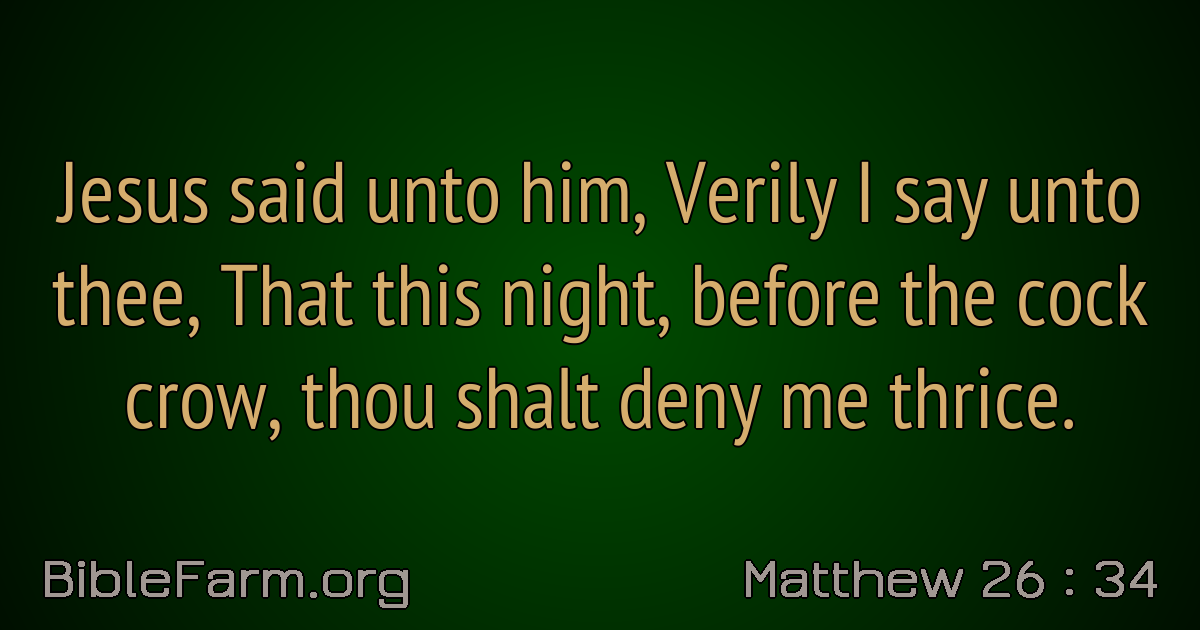 Jesus said unto him, Verily I say unto
thee, That this night, before the cock
crow, thou shalt deny me thrice.
BibleFarm.org
Matthew 26 : 34